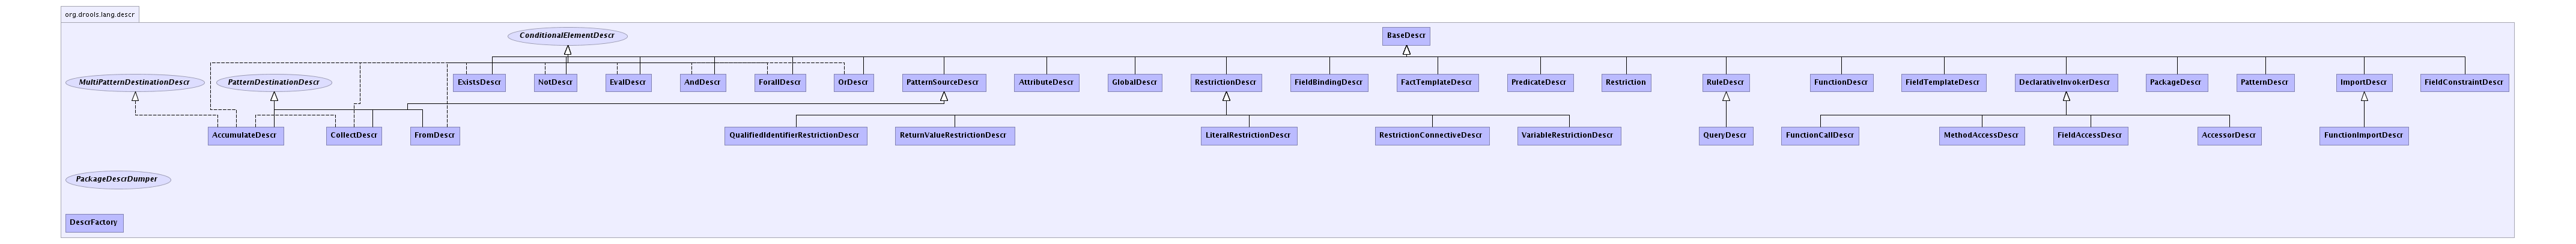 org.drools.lang.descr
ConditionalElementDescr
BaseDescr
MultiPatternDestinationDescr
PatternDestinationDescr
ExistsDescr
NotDescr
EvalDescr
AndDescr
ForallDescr
OrDescr
PatternSourceDescr
AttributeDescr
GlobalDescr
RestrictionDescr
FieldBindingDescr
FactTemplateDescr
PredicateDescr
Restriction
RuleDescr
FunctionDescr
FieldTemplateDescr
DeclarativeInvokerDescr
PackageDescr
PatternDescr
ImportDescr
FieldConstraintDescr
AccumulateDescr
CollectDescr
FromDescr
QualifiedIdentifierRestrictionDescr
ReturnValueRestrictionDescr
LiteralRestrictionDescr
RestrictionConnectiveDescr
VariableRestrictionDescr
QueryDescr
FunctionCallDescr
MethodAccessDescr
FieldAccessDescr
AccessorDescr
FunctionImportDescr
PackageDescrDumper
DescrFactory